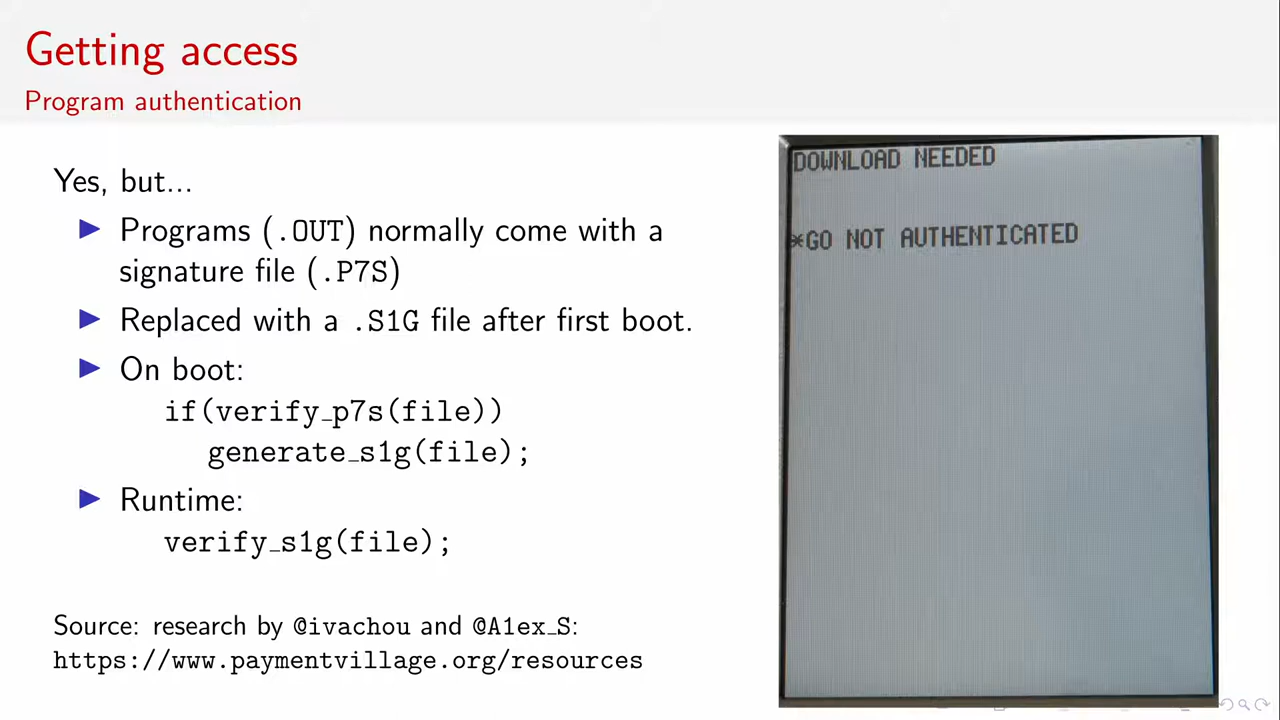 Getting access
Program authentication
Yes, but...
▶ Programs (.OUT) normally come with a
signature file (.P7S)
▶ Replaced with a .S1G file after first boot.
▶ On boot:
if(verify_p7s(file))
generate_s1g(file);
▶ Runtime:
verify_s1g(file);
Source: research by @ivachou and @A1ex_S:
https://www.paymentvillage.org/resources
DOWNLOAD NEEDED
*GO NOT AUTHENTICATED